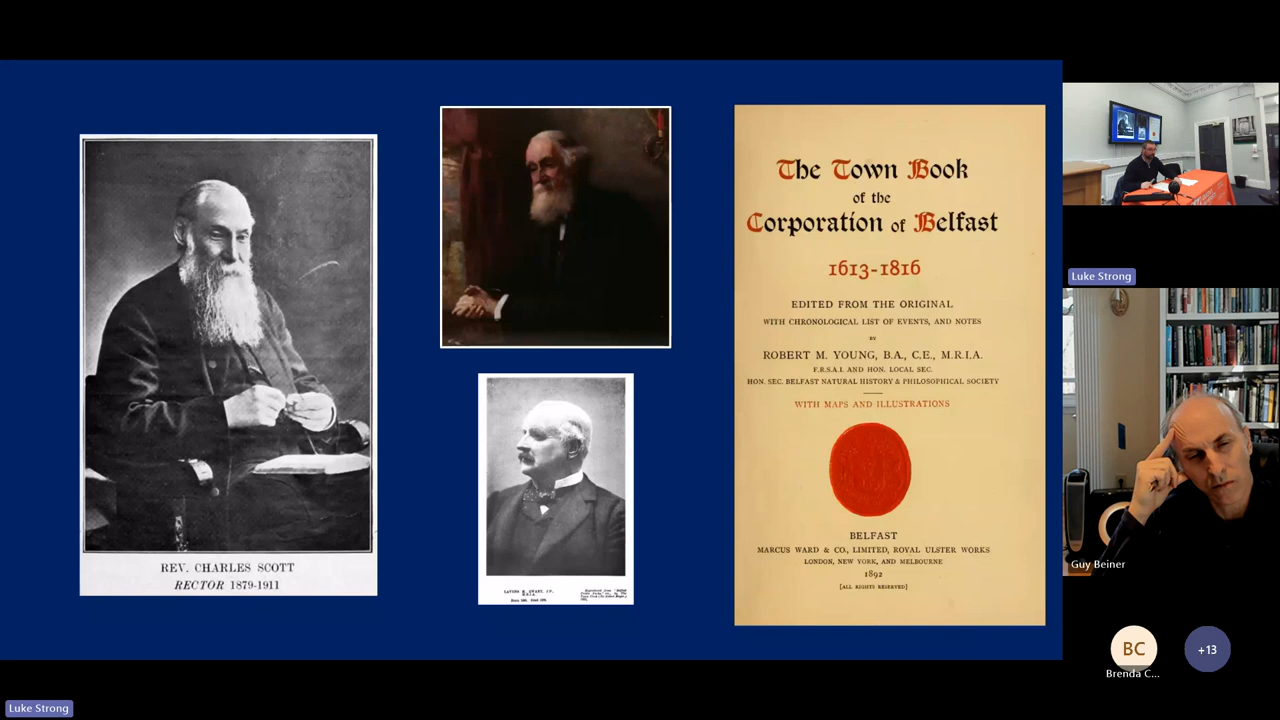 REV. CHARLES SCOTT
RECTOR 1879-1911
LAVENS M. EWART, J.P.,
M.R.I.A.
The Town Book
of the
Corporation of Belfast
1613-1816
EDITED FROM THE ORIGINAL
WITH CHRONOLOGICAL LIST OF EVENTS, AND NOTES
BY
ROBERT M. YOUNG, B.A., C.E., M.R.I.A.
F.R.S.A.I. AND HON. LOCAL SEC.
HON. SEC. BELFAST NATURAL HISTORY & PHILOSOPHICAL SOCIETY
WITH MAPS AND ILLUSTRATIONS
BELFAST
MARCUS WARD & CO., LIMITED, ROYAL ULSTER WORKS
LONDON, NEW YORK, AND MELBOURNE
1892
[ALL RIGHTS RESERVED]
Luke Strong
Guy Beiner
BC
+13
Brenda C...
Luke Strong